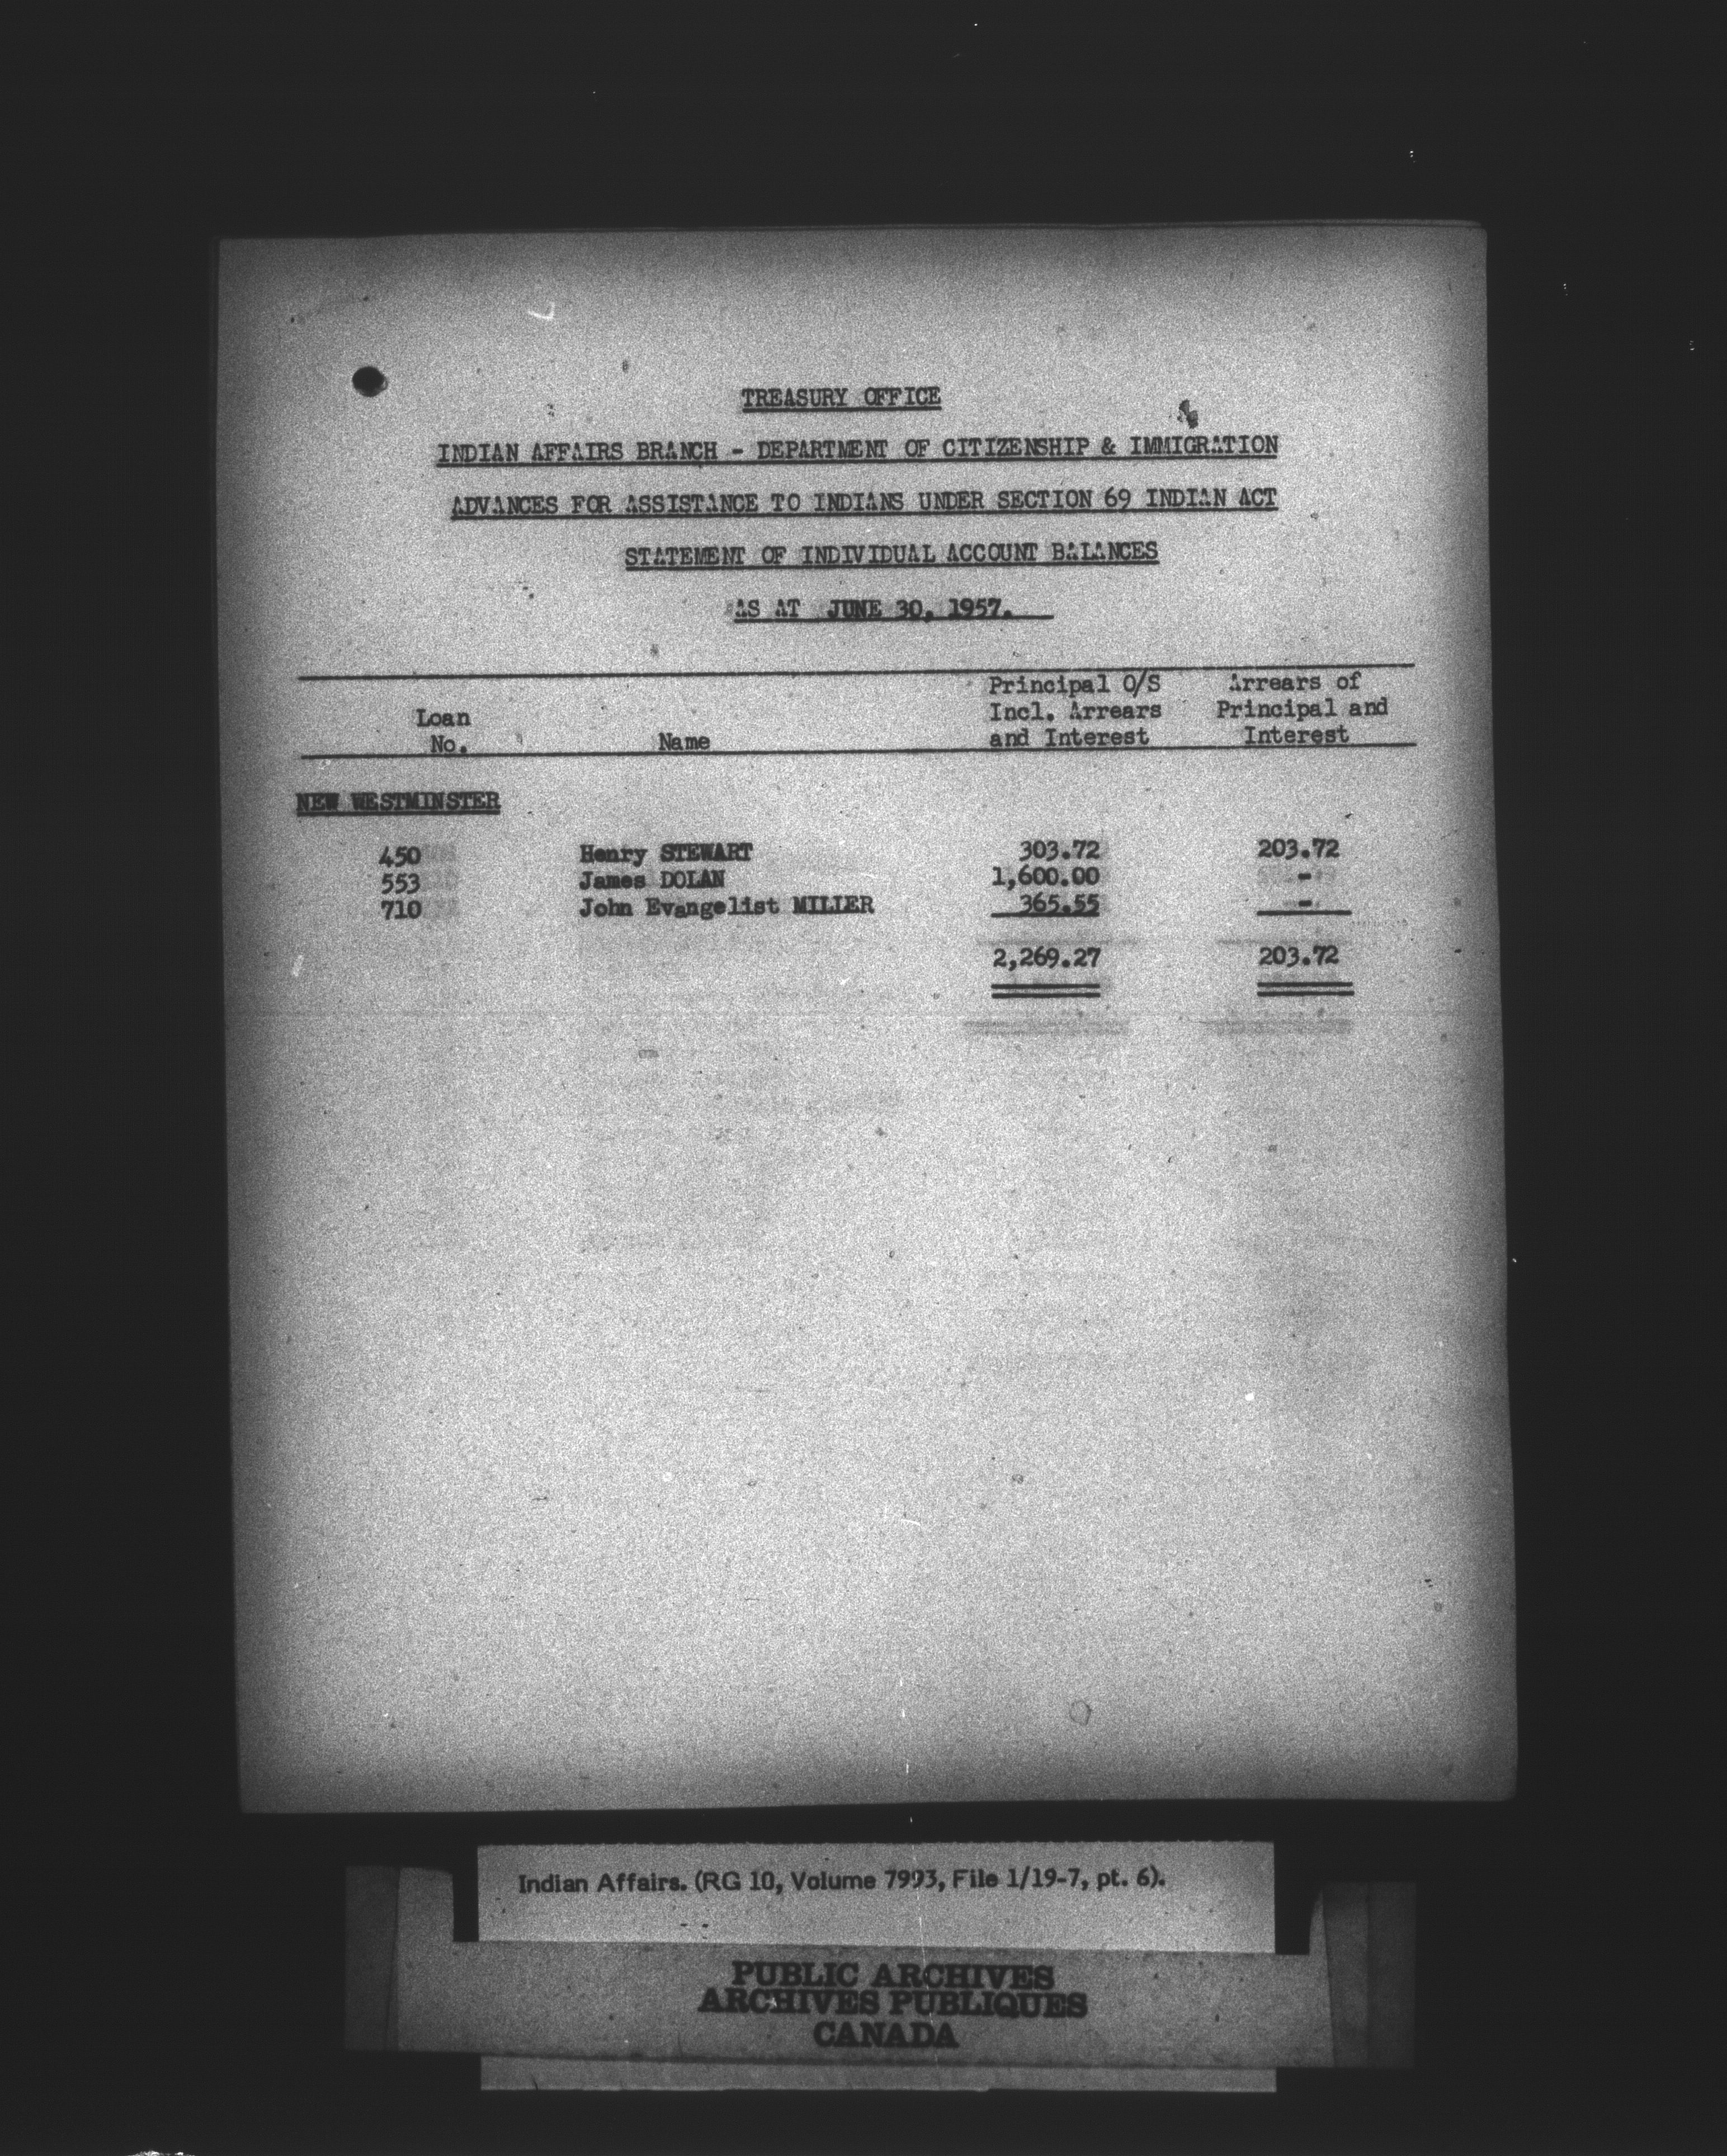 TREASURY OFFICE
INDIAN AFFAIRS BRANCH - DEPARTMENT OF CITIZENSHIP & IMMIGRATION
ADVANCES FOR ASSISTANCE TO INDIANS UNDER SECTION 69 INDIAN ACT
STATEMENT OF INDIVIDUAL ACCOUNT BALANCES
AS AT JUNE 30, 1957.
Principal O/S Arrears of
Loan Incl. Arrears Principal and
No. Name and Interest Interest
NEW WESTMINSTER
450 Henry STEWART 303.72 203.72
553 James DOLAN 1,600.00 -
710 John Evangelist MILLER 365.55 -
2,269.27 203.72
Indian Affairs. (RG 10, Volume 7993, File 1/19-7, pt. 6).
PUBLIC ARCHIVES
ARCHIVES PUBLIQUES
CANADA